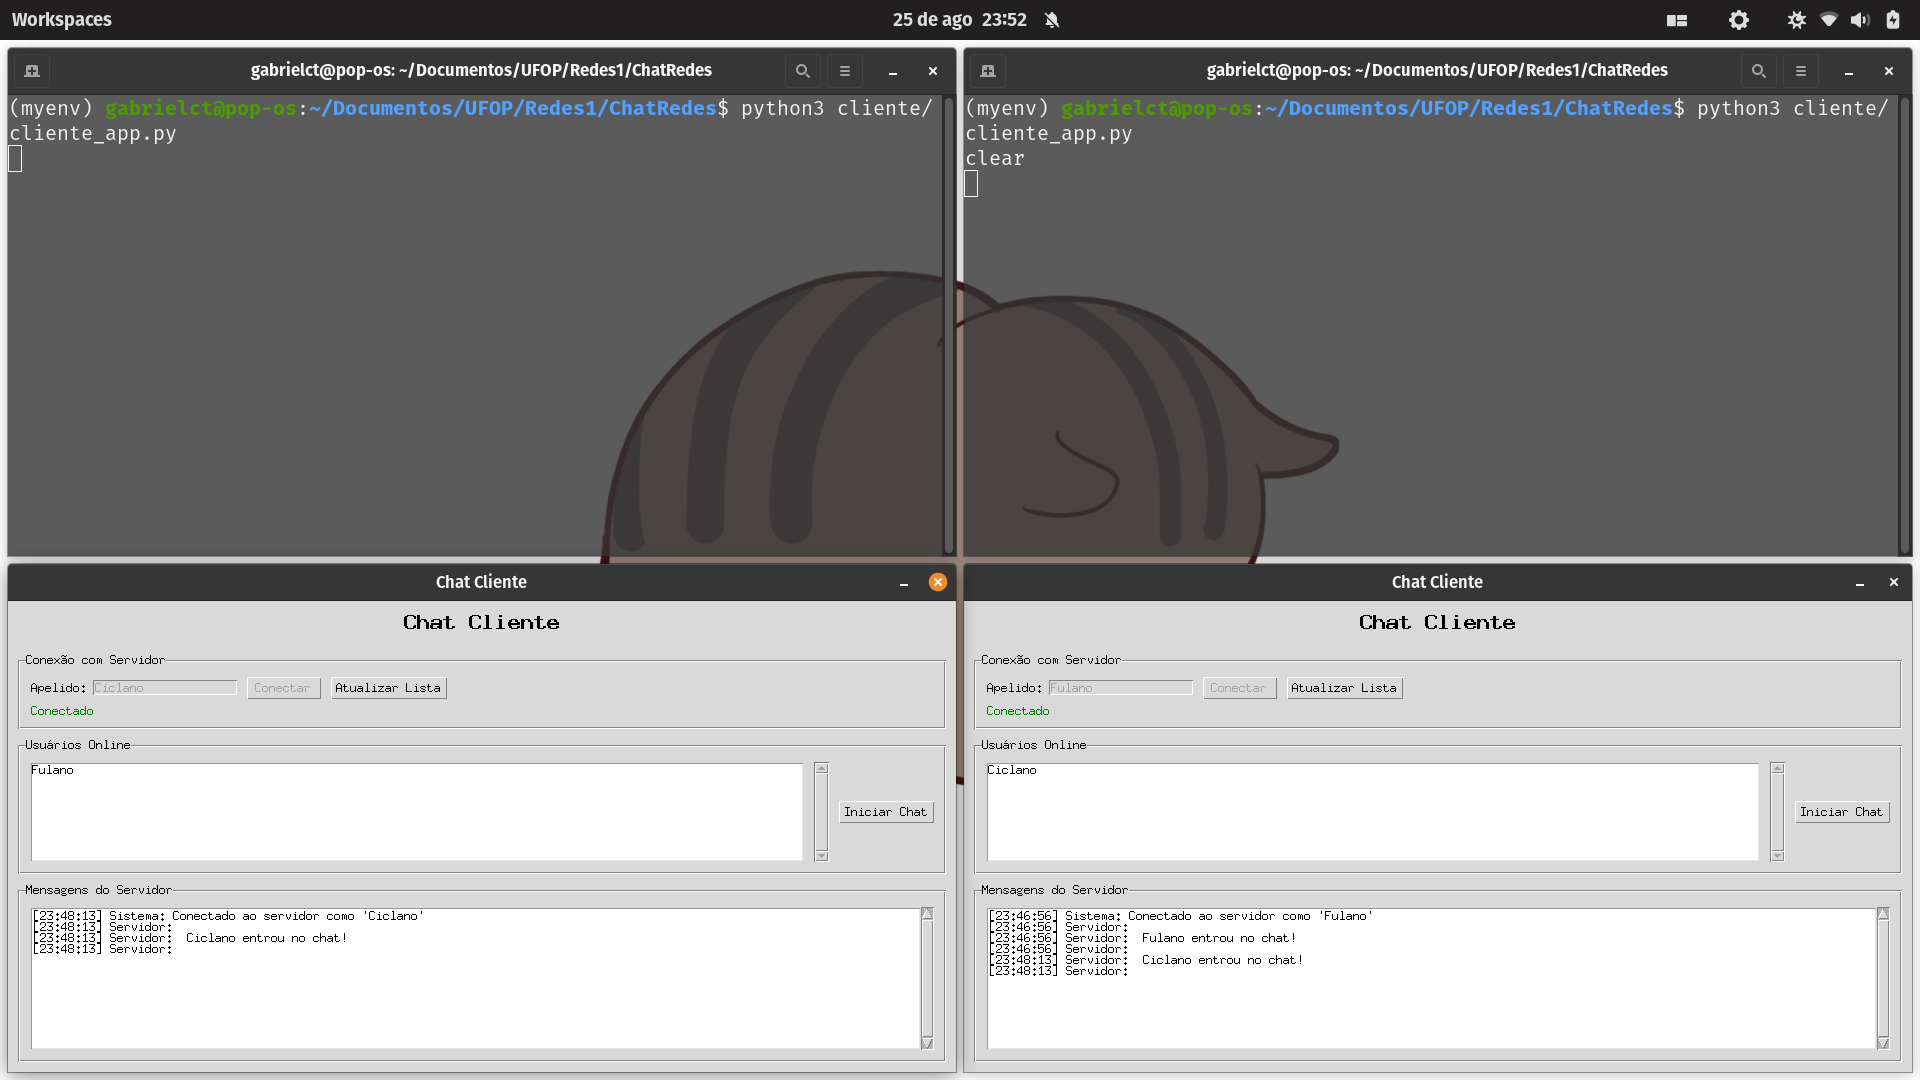 Workspaces
25 de ago 23:52
gabrielct@pop-os: ~/Documentos/UFOP/Redes1/ChatRedes
(myenv) gabrielct@pop-os:~/Documentos/UFOP/Redes1/ChatRedes$ python3 cliente/
cliente_app.py
gabrielct@pop-os: ~/Documentos/UFOP/Redes1/ChatRedes
(myenv) gabrielct@pop-os:~/Documentos/UFOP/Redes1/ChatRedes$ python3 cliente/
cliente_app.py
clear
Chat Cliente
Chat Cliente
Conexão com Servidor
Apelido: Ciclano Conectar Atualizar Lista
Conectado
Usuários Online
Fulano
Iniciar Chat
Mensagens do Servidor
[23:48:13] Sistema: Conectado ao servidor como 'Ciclano'
[23:48:13] Servidor:
[23:48:13] Servidor: Ciclano entrou no chat!
[23:48:13] Servidor:
Chat Cliente
Chat Cliente
Conexão com Servidor
Apelido: Fulano Conectar Atualizar Lista
Conectado
Usuários Online
Ciclano
Iniciar Chat
Mensagens do Servidor
[23:46:56] Sistema: Conectado ao servidor como 'Fulano'
[23:46:56] Servidor:
[23:46:56] Servidor: Fulano entrou no chat!
[23:46:56] Servidor:
[23:48:13] Servidor: Ciclano entrou no chat!
[23:48:13] Servidor: